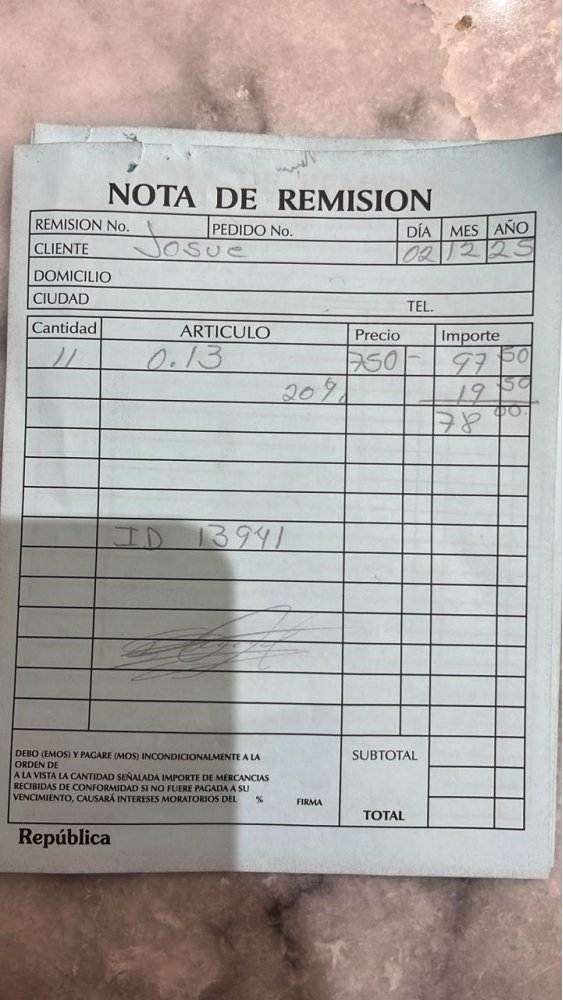 NOTA DE REMISION
REMISION No. PEDIDO No. DÍA MES AÑO
CLIENTE Josue 02 12 25
DOMICILIO
CIUDAD TEL.
Cantidad ARTICULO Precio Importe
11 0.13 750- 97 50
20% 19 50
78 00.
ID 13941
DEBO (EMOS) Y PAGARE (MOS) INCONDICIONALMENTE A LA
ORDEN DE
A LA VISTA LA CANTIDAD SEÑALADA IMPORTE DE MERCANCIAS
RECIBIDAS DE CONFORMIDAD SI NO FUERE PAGADA A SU
VENCIMIENTO, CAUSARÁ INTERESES MORATORIOS DEL % FIRMA
SUBTOTAL
TOTAL
República